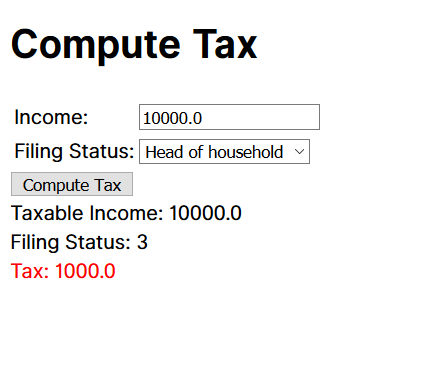 Compute Tax
Income: 10000.0
Filing Status: Head of household
Compute Tax
Taxable Income: 10000.0
Filing Status: 3
Tax: 1000.0